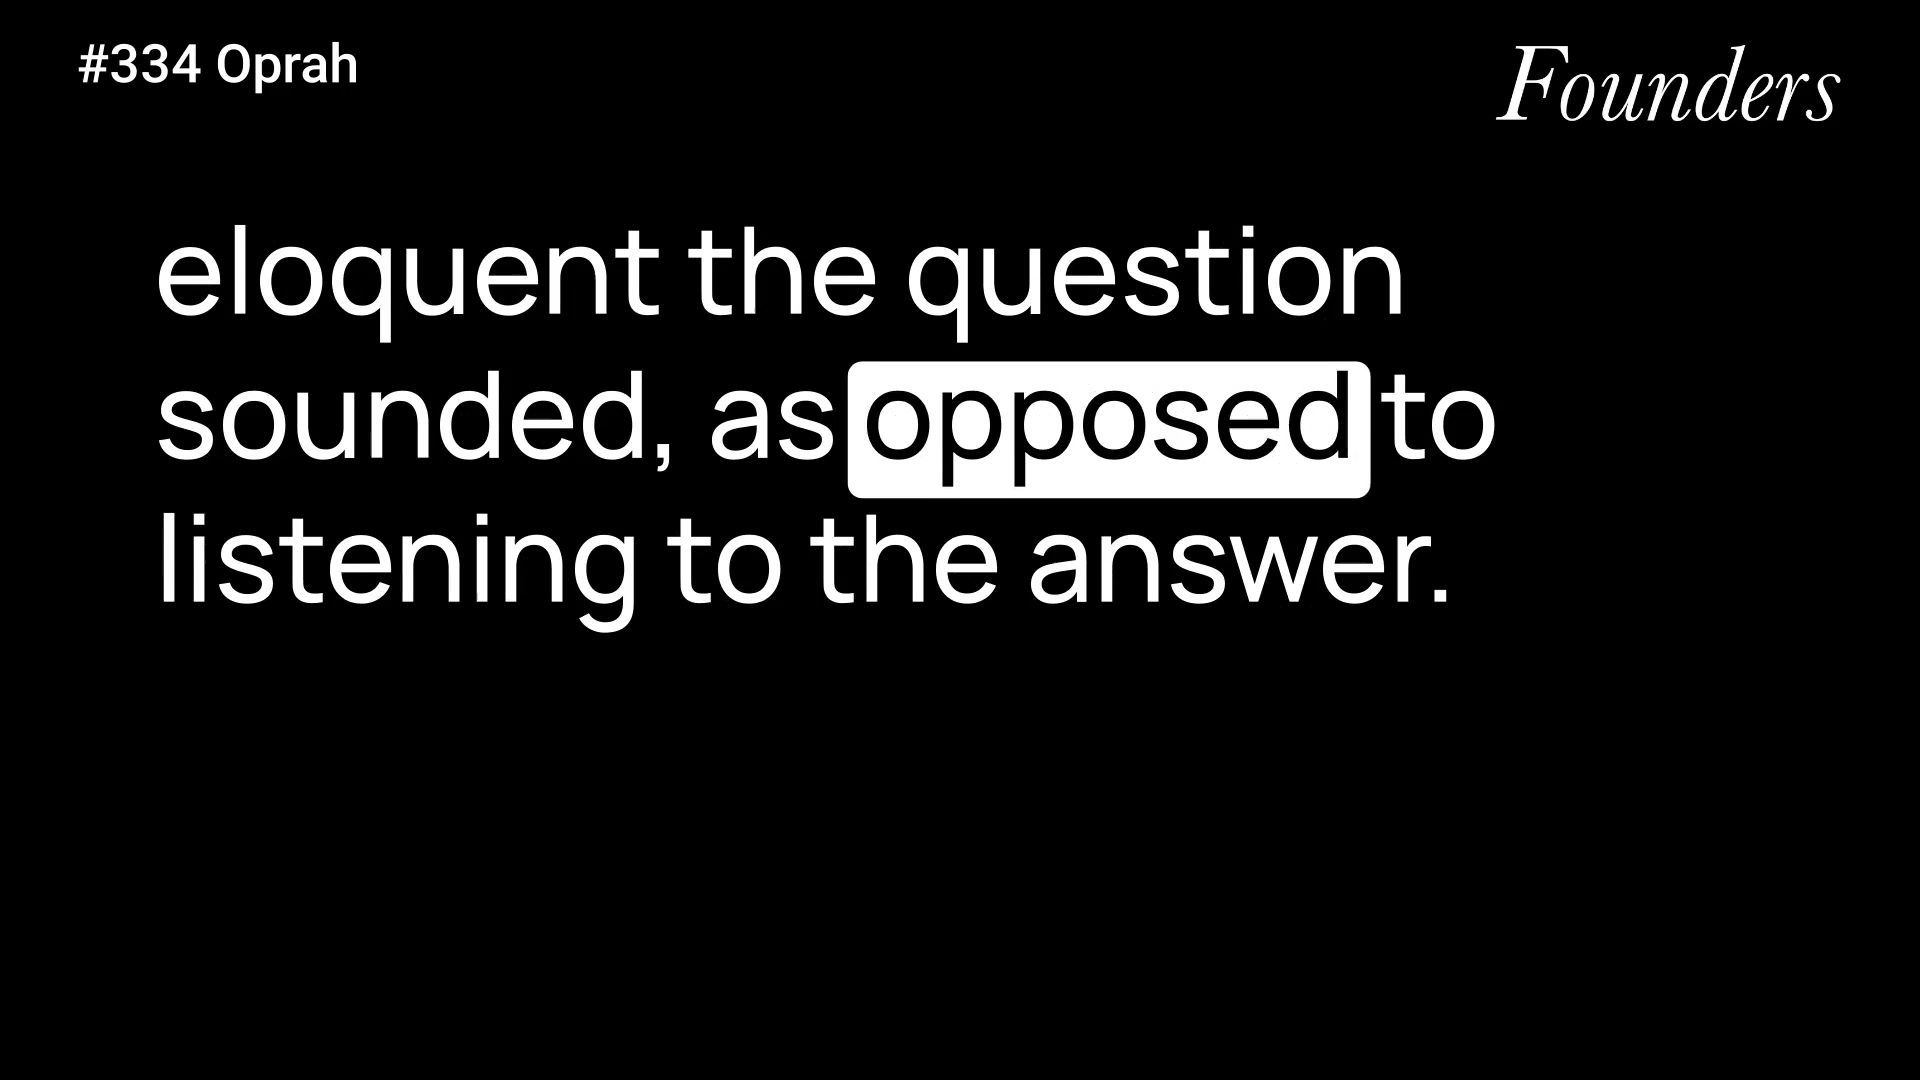 #334 Oprah
Founders
eloquent the question
sounded, as opposed to
listening to the answer.